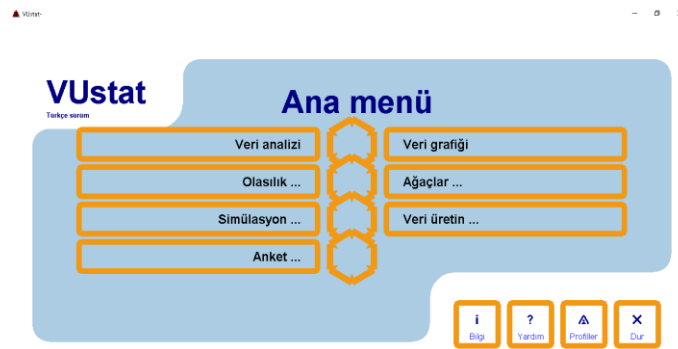 VUstat-
VUstat
Türkçe sürüm
Ana menü
Veri analizi
Veri grafiği
Olasılık ...
Ağaçlar ...
Simülasyon ...
Veri üretin ...
Anket ...
i
Bilgi
?
Yardım
Profiller
Dur